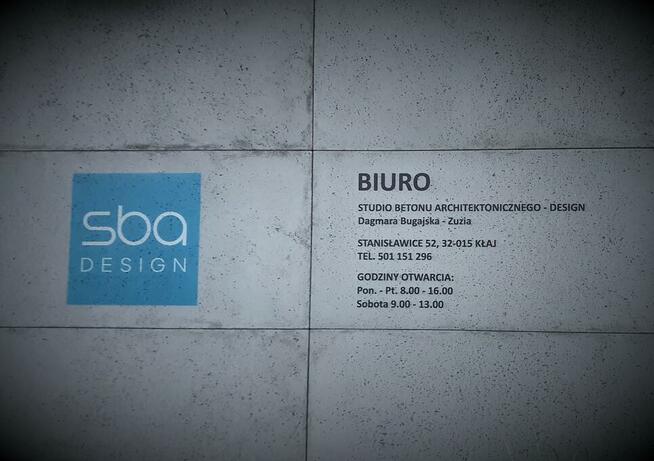 sba
DESIGN
BIURO
STUDIO BETONU ARCHITEKTONICZNEGO - DESIGN
Dagmara Bugajska - Zuzia
STANISŁAWICE 52, 32-015 KŁAJ
TEL. 501 151 296
GODZINY OTWARCIA:
Pon. - Pt. 8.00 - 16.00
Sobota 9.00 - 13.00